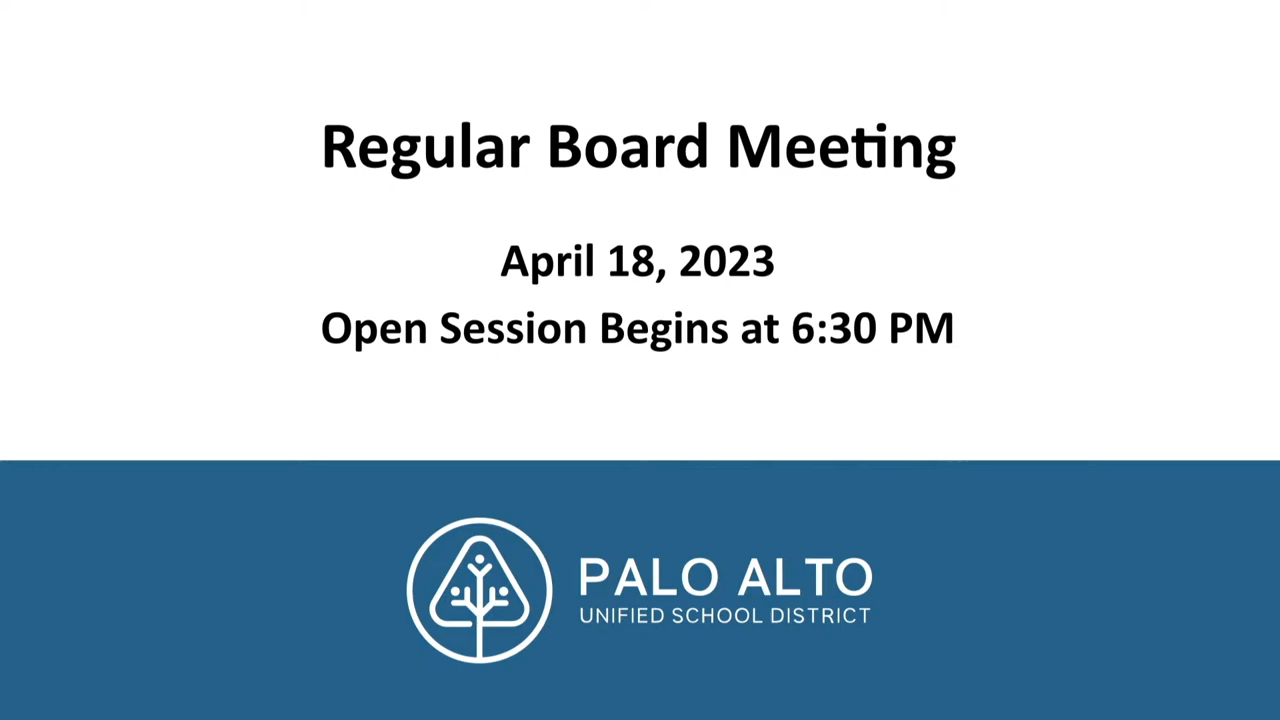 Regular Board Meeting
April 18, 2023
Open Session Begins at 6:30 PM
PALO ALTO
UNIFIED SCHOOL DISTRICT